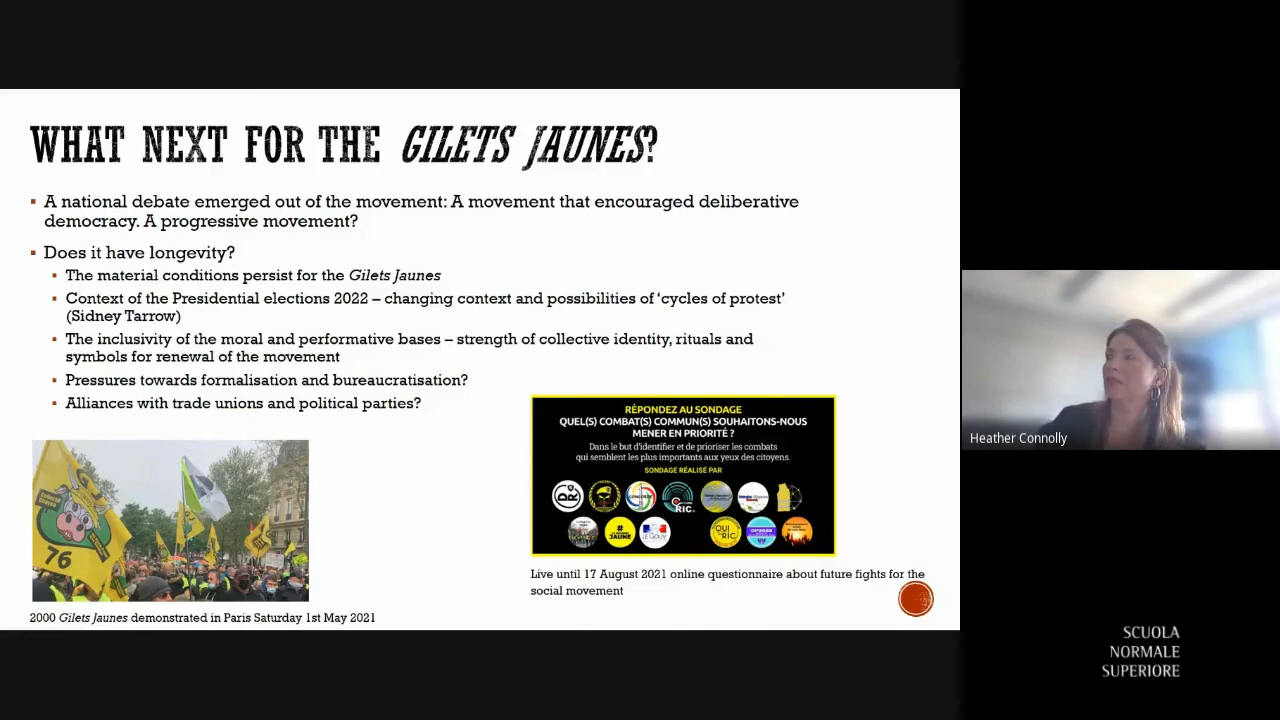 WHAT NEXT FOR THE GILETS JAUNES?
▪ A national debate emerged out of the movement: A movement that encouraged deliberative
democracy. A progressive movement?
▪ Does it have longevity?
▪ The material conditions persist for the Gilets Jaunes
▪ Context of the Presidential elections 2022 – changing context and possibilities of ‘cycles of protest’
(Sidney Tarrow)
▪ The inclusivity of the moral and performative bases – strength of collective identity, rituals and
symbols for renewal of the movement
▪ Pressures towards formalisation and bureaucratisation?
▪ Alliances with trade unions and political parties?
76
2000 Gilets Jaunes demonstrated in Paris Saturday 1st May 2021
RÉPONDEZ AU SONDAGE
QUEL(S) COMBAT(S) COMMUN(S) SOUHAITONS-NOUS
MENER EN PRIORITÉ ?
Dans le but d'identifier et de prioriser les combats
qui semblent les plus importants aux yeux des citoyens.
SONDAGE RÉALISÉ PAR
RIC
JAUNE
LE GOUV
OUI
RIC
Live until 17 August 2021 online questionnaire about future fights for the
social movement
Heather Connolly
SCUOLA
NORMALE
SUPERIORE